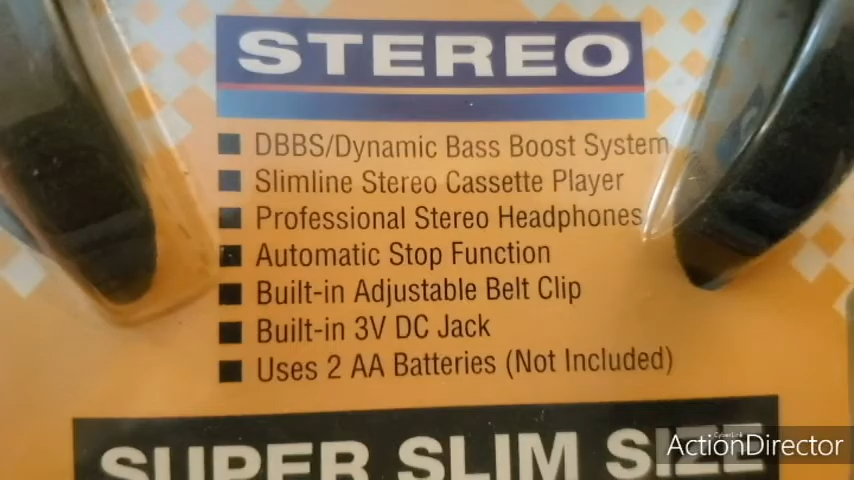 STEREO
DBBS/Dynamic Bass Boost System
Slimline Stereo Cassette Player
Professional Stereo Headphones
Automatic Stop Function
Built-in Adjustable Belt Clip
Built-in 3V DC Jack
Uses 2 AA Batteries (Not Included)
SUPER SLIM SIZE
CyberLink
ActionDirector